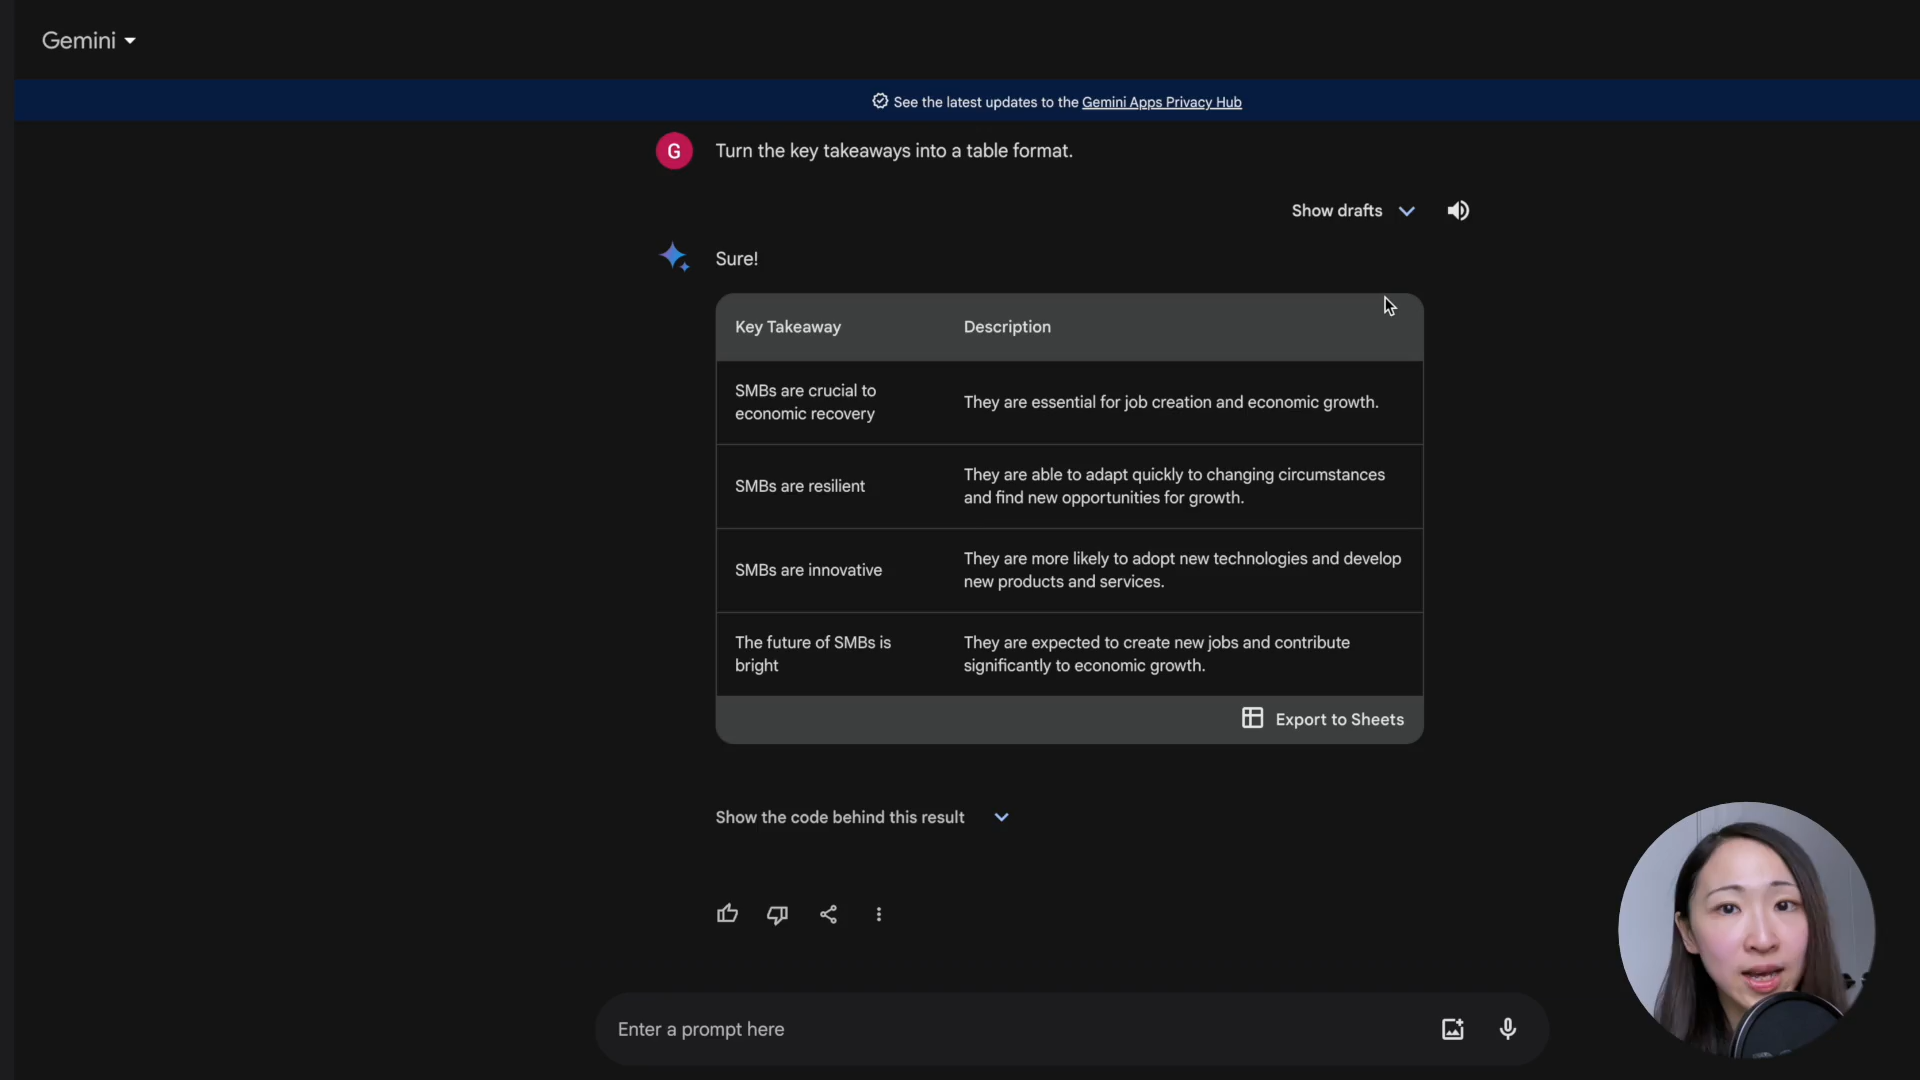 Gemini
See the latest updates to the Gemini Apps Privacy Hub
G
Turn the key takeaways into a table format.
Show drafts
Sure!
Key Takeaway
Description
SMBs are crucial to
economic recovery
They are essential for job creation and economic growth.
SMBs are resilient
They are able to adapt quickly to changing circumstances
and find new opportunities for growth.
SMBs are innovative
They are more likely to adopt new technologies and develop
new products and services.
The future of SMBs is
bright
They are expected to create new jobs and contribute
significantly to economic growth.
Export to Sheets
Show the code behind this result
Enter a prompt here